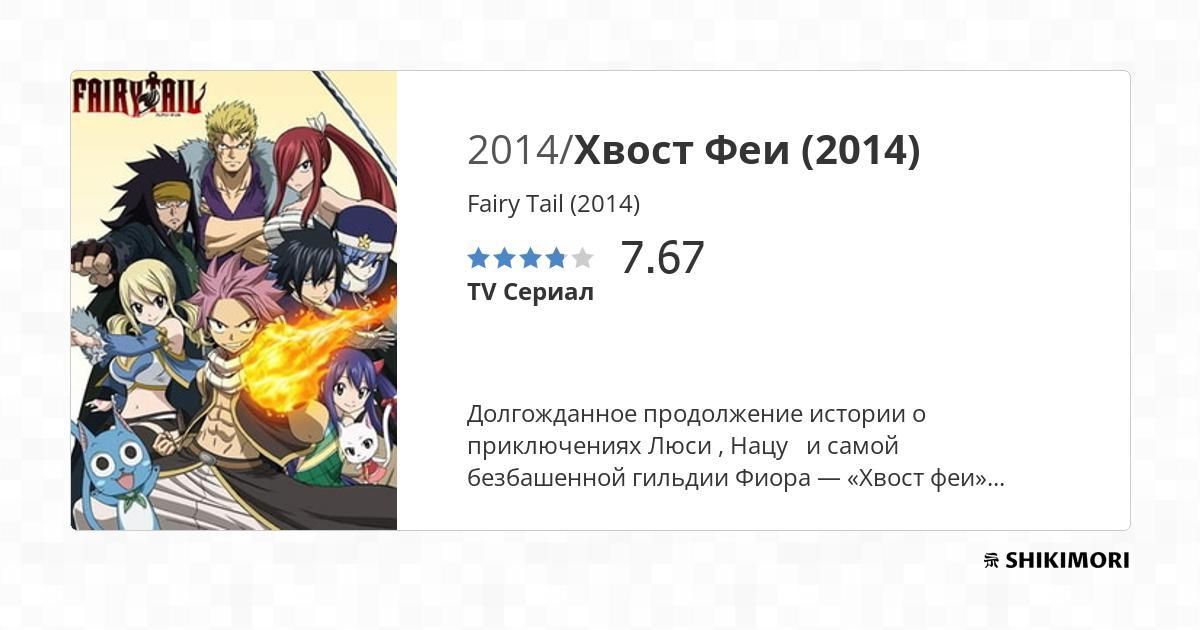 FAIRY TAIL
2014/Хвост Феи (2014)
Fairy Tail (2014)
7.67
TV Сериал
Долгожданное продолжение истории о
приключениях Люси , Нацу   и самой
безбашенной гильдии Фиора — «Хвост феи»...
SHIKIMORI